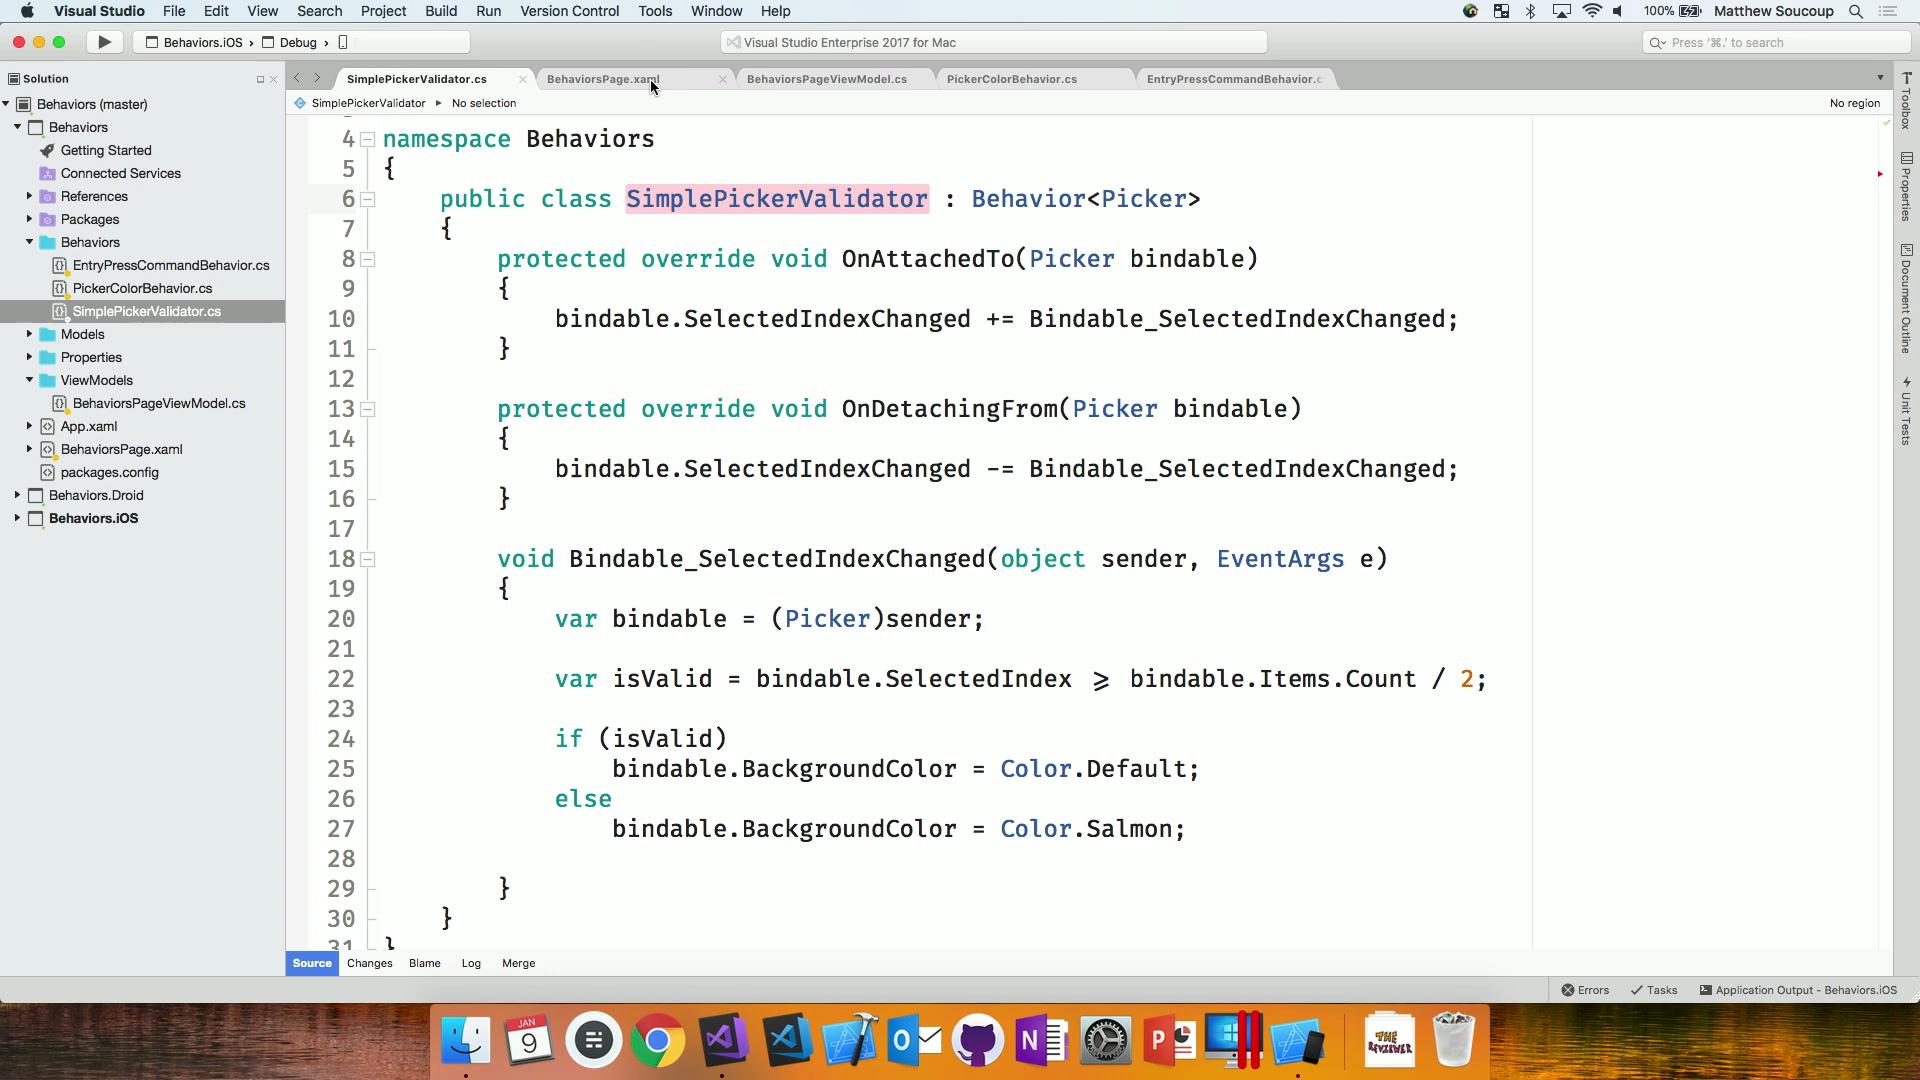 Visual Studio File Edit View Search Project Build Run Version Control Tools Window Help
100% Matthew Soucoup
Behaviors.iOS › Debug ›
Visual Studio Enterprise 2017 for Mac
Press '⌘.' to search
Solution
SimplePickerValidator.cs
BehaviorsPage.xaml
BehaviorsPageViewModel.cs
PickerColorBehavior.cs
EntryPressCommandBehavior.c
SimplePickerValidator ▸ No selection
No region
Behaviors (master)
Behaviors
Getting Started
Connected Services
References
Packages
Behaviors
EntryPressCommandBehavior.cs
PickerColorBehavior.cs
SimplePickerValidator.cs
Models
Properties
ViewModels
BehaviorsPageViewModel.cs
App.xaml
BehaviorsPage.xaml
packages.config
Behaviors.Droid
Behaviors.iOS
4 namespace Behaviors
5 {
6 public class SimplePickerValidator : Behavior<Picker>
7 {
8 protected override void OnAttachedTo(Picker bindable)
9 {
10 bindable.SelectedIndexChanged += Bindable_SelectedIndexChanged;
11 }
12
13 protected override void OnDetachingFrom(Picker bindable)
14 {
15 bindable.SelectedIndexChanged -= Bindable_SelectedIndexChanged;
16 }
17
18 void Bindable_SelectedIndexChanged(object sender, EventArgs e)
19 {
20 var bindable = (Picker)sender;
21
22 var isValid = bindable.SelectedIndex ⩾ bindable.Items.Count / 2;
23
24 if (isValid)
25 bindable.BackgroundColor = Color.Default;
26 else
27 bindable.BackgroundColor = Color.Salmon;
28
29 }
30 }
31 }
Toolbox
Properties
Document Outline
Unit Tests
Source Changes Blame Log Merge
Errors Tasks Application Output - Behaviors.iOS
JAN
9
THE
REVIEWER